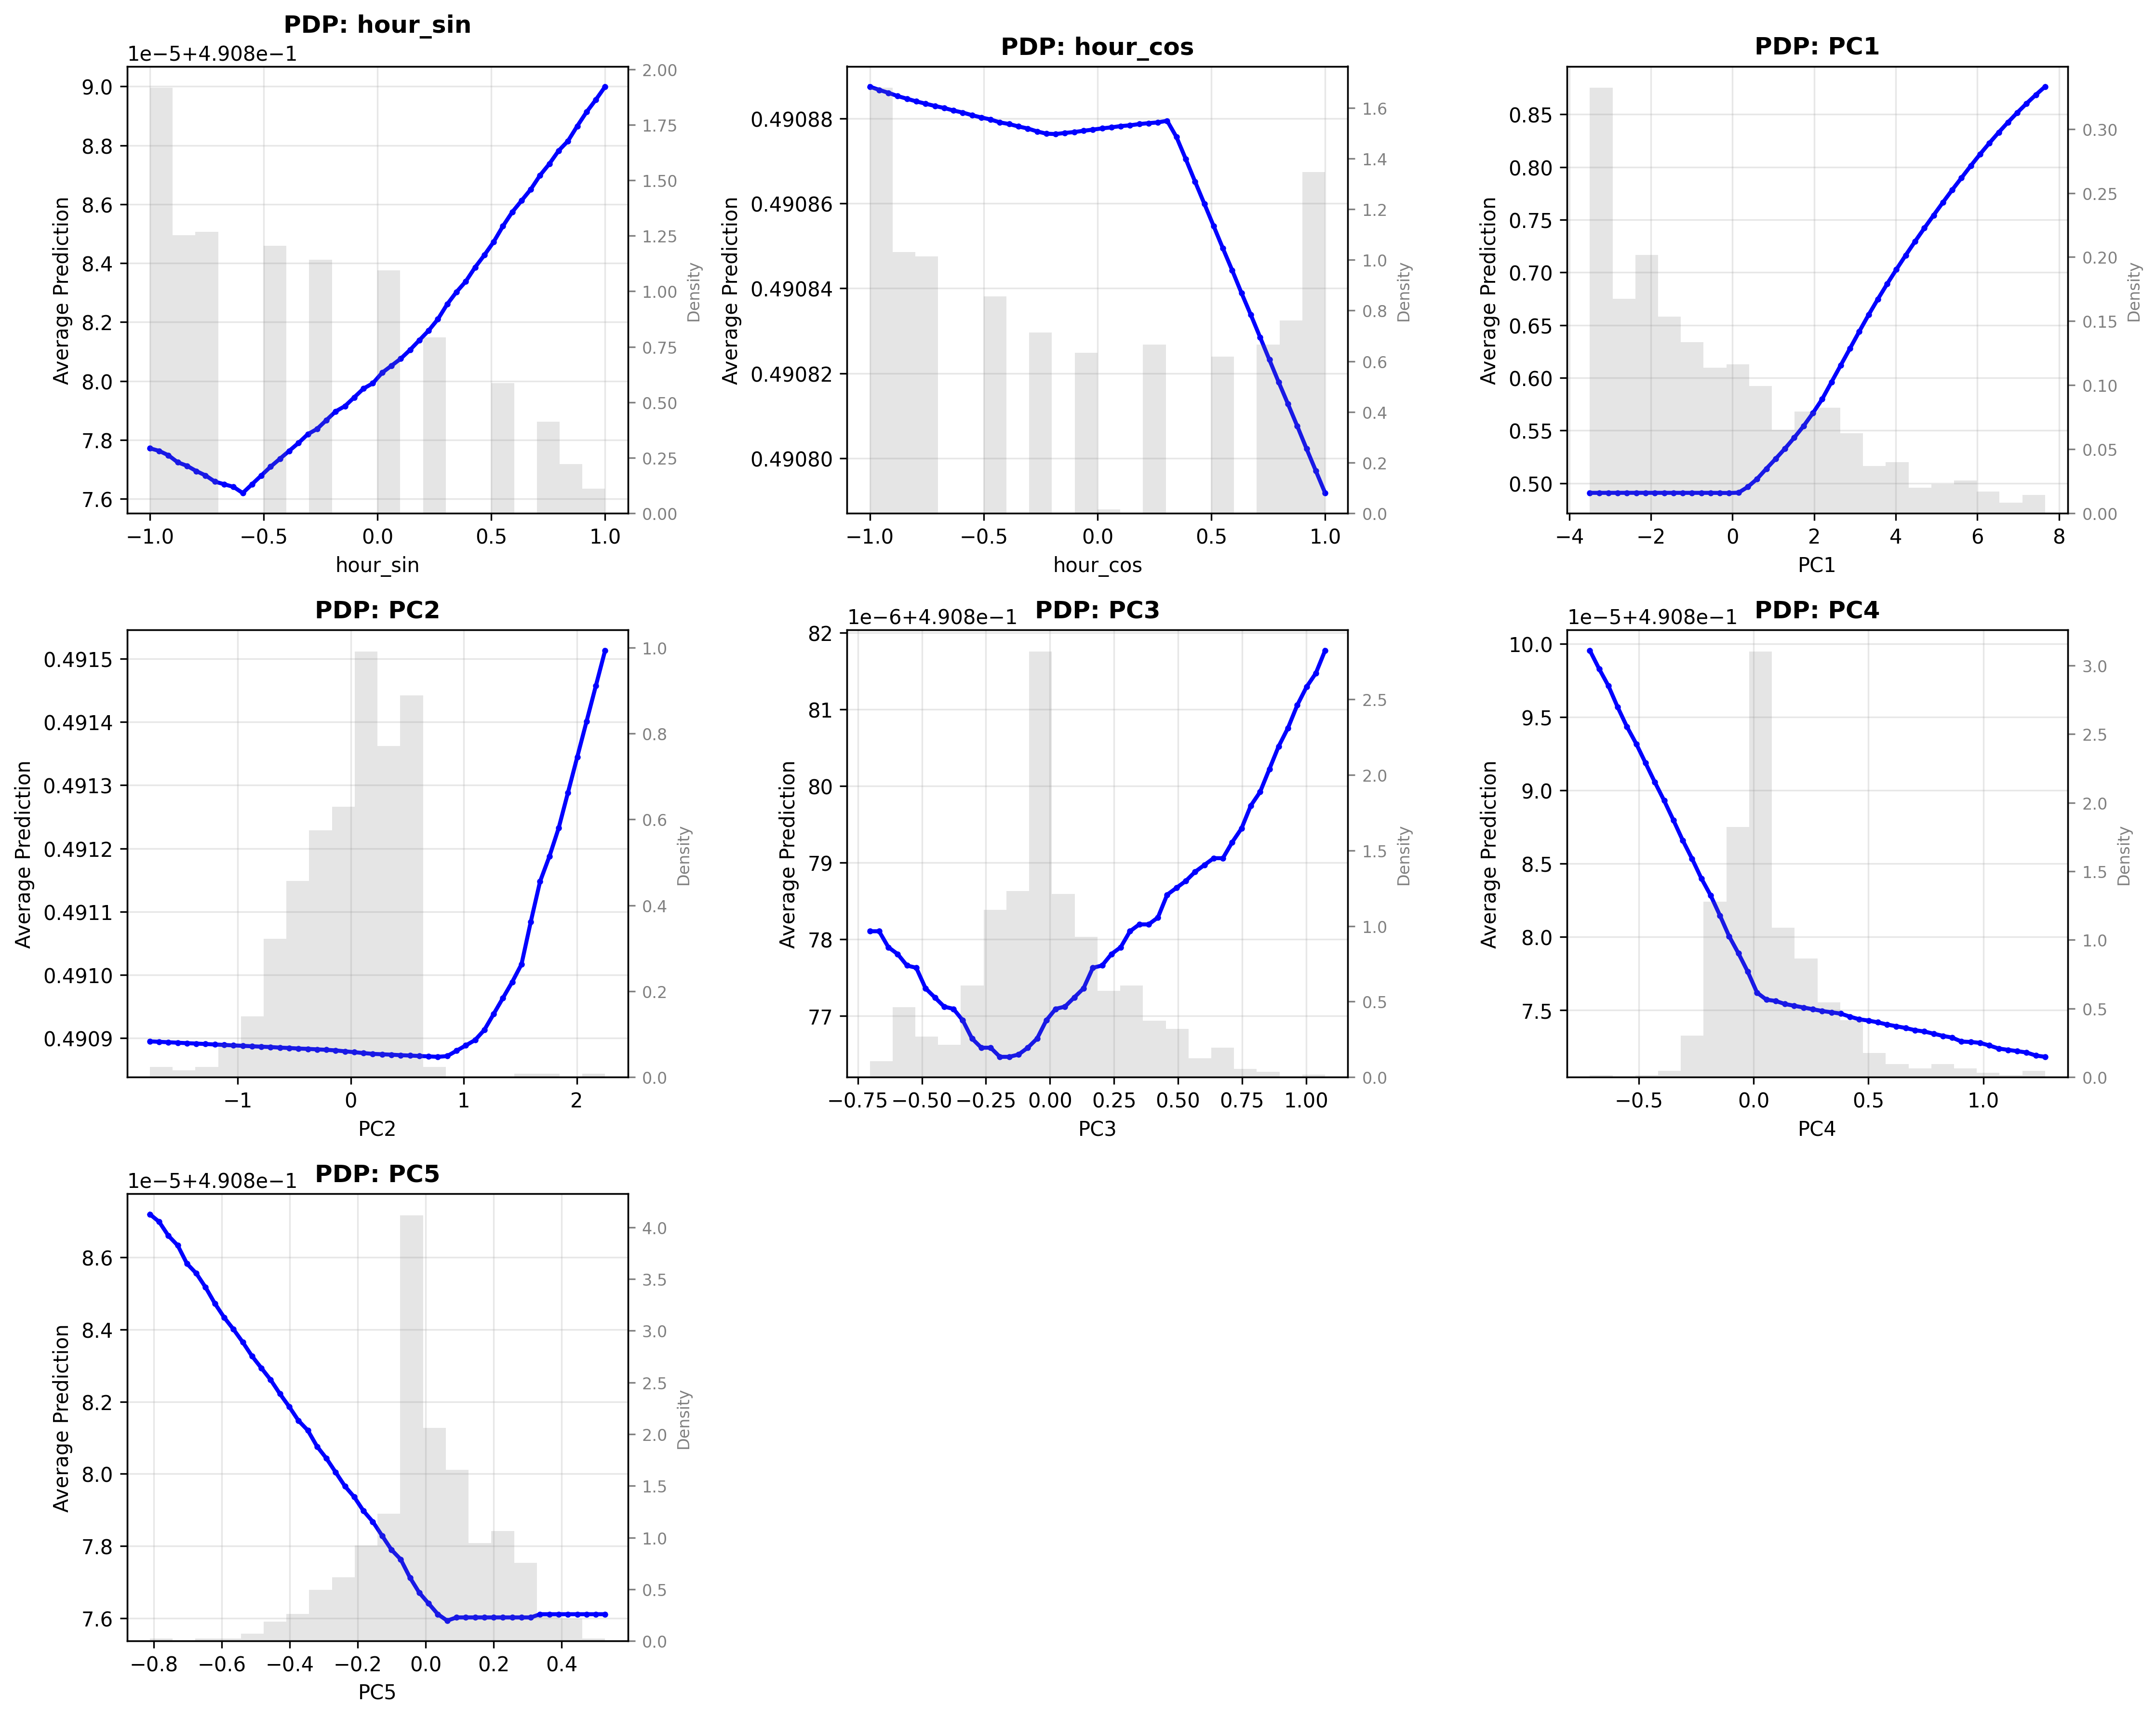 PDP: hour_sin
1e−5+4.908e−1
9.0
8.8
8.6
8.4
8.2
8.0
7.8
7.6
Average Prediction
2.00
1.75
1.50
1.25
1.00
0.75
0.50
0.25
0.00
Density
−1.0 −0.5 0.0 0.5 1.0
hour_sin
PDP: hour_cos
0.49088
0.49086
0.49084
0.49082
0.49080
Average Prediction
1.6
1.4
1.2
1.0
0.8
0.6
0.4
0.2
0.0
Density
−1.0 −0.5 0.0 0.5 1.0
hour_cos
PDP: PC1
0.85
0.80
0.75
0.70
0.65
0.60
0.55
0.50
Average Prediction
0.30
0.25
0.20
0.15
0.10
0.05
0.00
Density
−4 −2 0 2 4 6 8
PC1
PDP: PC2
0.4915
0.4914
0.4913
0.4912
0.4911
0.4910
0.4909
Average Prediction
1.0
0.8
0.6
0.4
0.2
0.0
Density
−1 0 1 2
PC2
1e−6+4.908e−1 PDP: PC3
82
81
80
79
78
77
Average Prediction
2.5
2.0
1.5
1.0
0.5
0.0
Density
−0.75 −0.50 −0.25 0.00 0.25 0.50 0.75 1.00
PC3
1e−5+4.908e−1 PDP: PC4
10.0
9.5
9.0
8.5
8.0
7.5
Average Prediction
3.0
2.5
2.0
1.5
1.0
0.5
0.0
Density
−0.5 0.0 0.5 1.0
PC4
1e−5+4.908e−1 PDP: PC5
8.6
8.4
8.2
8.0
7.8
7.6
Average Prediction
4.0
3.5
3.0
2.5
2.0
1.5
1.0
0.5
0.0
Density
−0.8 −0.6 −0.4 −0.2 0.0 0.2 0.4
PC5